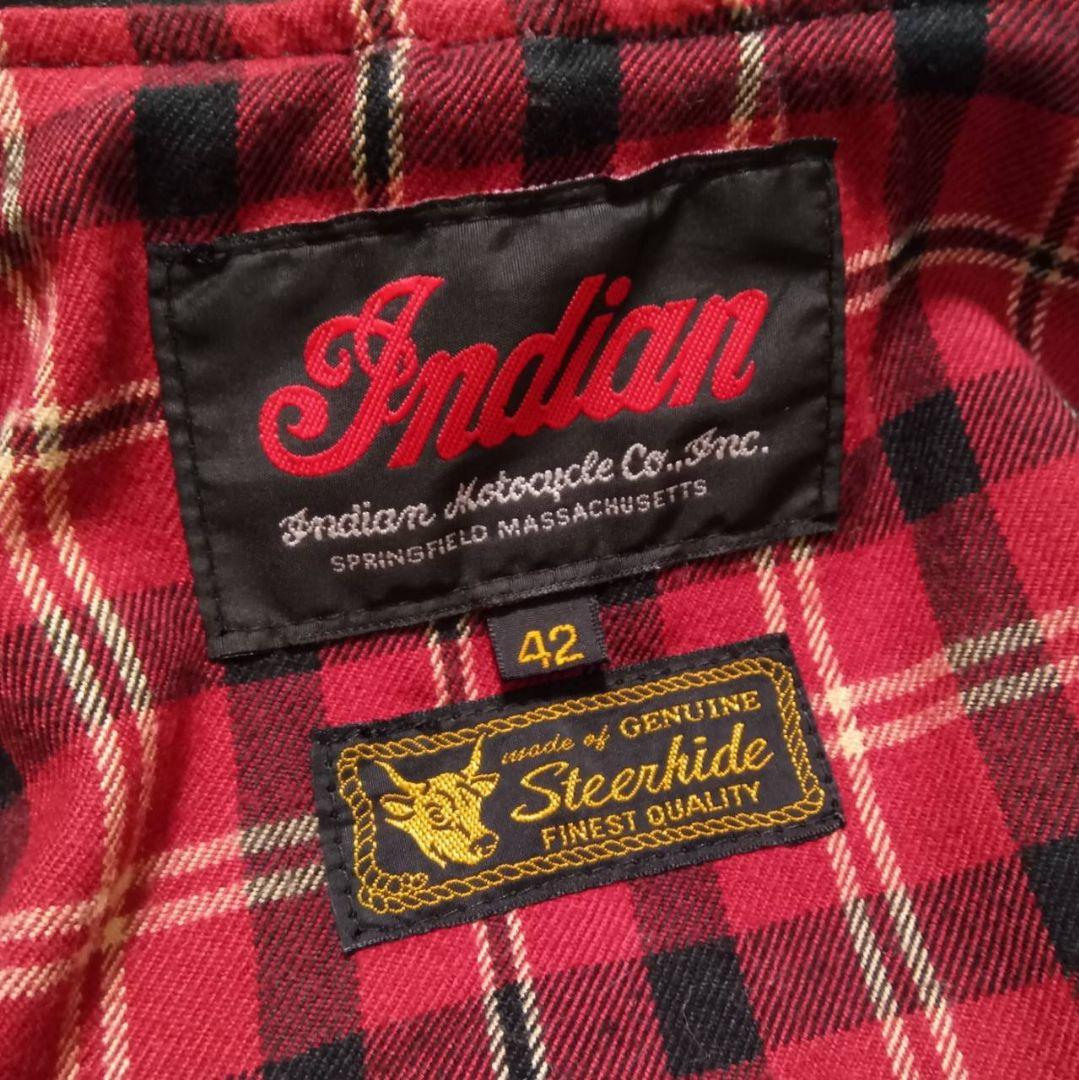 Indian
Indian Motocycle Co., Inc.
SPRINGFIELD MASSACHUSETTS
42
made of GENUINE
Steerhide
FINEST QUALITY